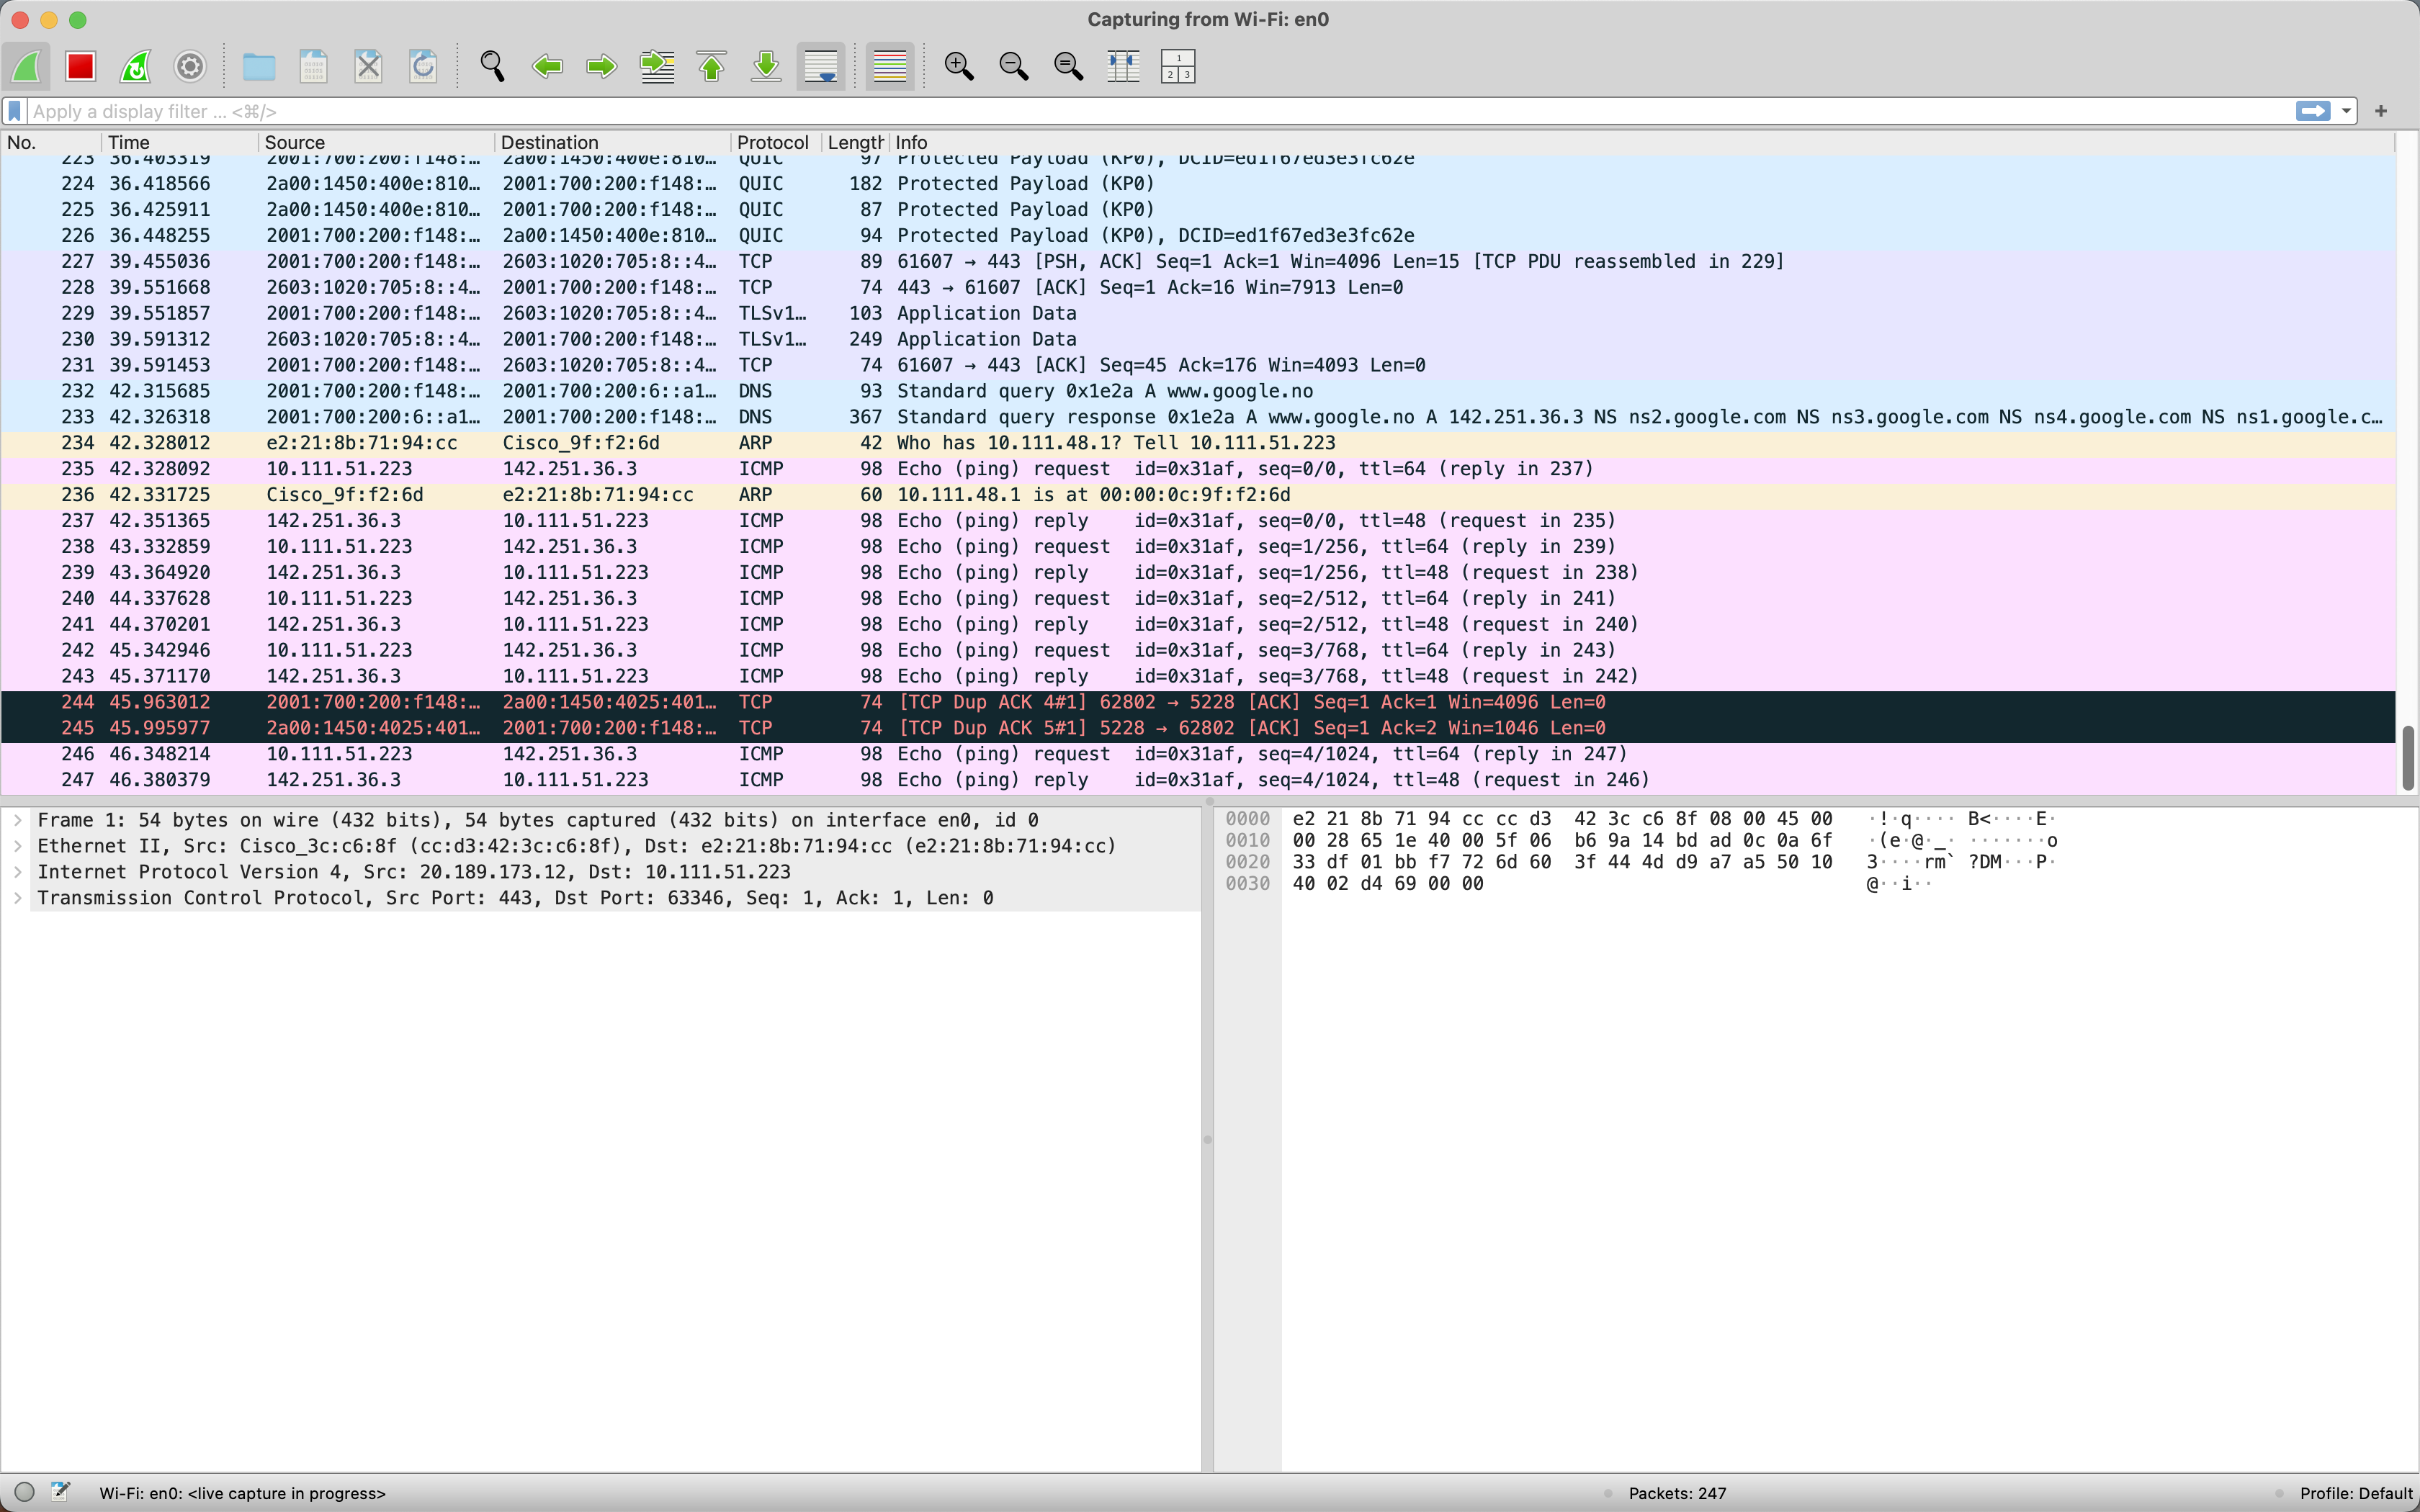 Capturing from Wi-Fi: en0
1
2 3
Apply a display filter ... <⌘/>
+
No. Time Source Destination Protocol Length Info
223 36.403319 2001:700:200:f148:… 2a00:1450:400e:810… QUIC 97 Protected Payload (KP0), DCID=ed1f67ed3e3fc62e
224 36.418566 2a00:1450:400e:810… 2001:700:200:f148:… QUIC 182 Protected Payload (KP0)
225 36.425911 2a00:1450:400e:810… 2001:700:200:f148:… QUIC 87 Protected Payload (KP0)
226 36.448255 2001:700:200:f148:… 2a00:1450:400e:810… QUIC 94 Protected Payload (KP0), DCID=ed1f67ed3e3fc62e
227 39.455036 2001:700:200:f148:… 2603:1020:705:8::4… TCP 89 61607 → 443 [PSH, ACK] Seq=1 Ack=1 Win=4096 Len=15 [TCP PDU reassembled in 229]
228 39.551668 2603:1020:705:8::4… 2001:700:200:f148:… TCP 74 443 → 61607 [ACK] Seq=1 Ack=16 Win=7913 Len=0
229 39.551857 2001:700:200:f148:… 2603:1020:705:8::4… TLSv1… 103 Application Data
230 39.591312 2603:1020:705:8::4… 2001:700:200:f148:… TLSv1… 249 Application Data
231 39.591453 2001:700:200:f148:… 2603:1020:705:8::4… TCP 74 61607 → 443 [ACK] Seq=45 Ack=176 Win=4093 Len=0
232 42.315685 2001:700:200:f148:… 2001:700:200:6::a1… DNS 93 Standard query 0x1e2a A www.google.no
233 42.326318 2001:700:200:6::a1… 2001:700:200:f148:… DNS 367 Standard query response 0x1e2a A www.google.no A 142.251.36.3 NS ns2.google.com NS ns3.google.com NS ns4.google.com NS ns1.google.c…
234 42.328012 e2:21:8b:71:94:cc Cisco_9f:f2:6d ARP 42 Who has 10.111.48.1? Tell 10.111.51.223
235 42.328092 10.111.51.223 142.251.36.3 ICMP 98 Echo (ping) request id=0x31af, seq=0/0, ttl=64 (reply in 237)
236 42.331725 Cisco_9f:f2:6d e2:21:8b:71:94:cc ARP 60 10.111.48.1 is at 00:00:0c:9f:f2:6d
237 42.351365 142.251.36.3 10.111.51.223 ICMP 98 Echo (ping) reply id=0x31af, seq=0/0, ttl=48 (request in 235)
238 43.332859 10.111.51.223 142.251.36.3 ICMP 98 Echo (ping) request id=0x31af, seq=1/256, ttl=64 (reply in 239)
239 43.364920 142.251.36.3 10.111.51.223 ICMP 98 Echo (ping) reply id=0x31af, seq=1/256, ttl=48 (request in 238)
240 44.337628 10.111.51.223 142.251.36.3 ICMP 98 Echo (ping) request id=0x31af, seq=2/512, ttl=64 (reply in 241)
241 44.370201 142.251.36.3 10.111.51.223 ICMP 98 Echo (ping) reply id=0x31af, seq=2/512, ttl=48 (request in 240)
242 45.342946 10.111.51.223 142.251.36.3 ICMP 98 Echo (ping) request id=0x31af, seq=3/768, ttl=64 (reply in 243)
243 45.371170 142.251.36.3 10.111.51.223 ICMP 98 Echo (ping) reply id=0x31af, seq=3/768, ttl=48 (request in 242)
244 45.963012 2001:700:200:f148:… 2a00:1450:4025:401… TCP 74 [TCP Dup ACK 4#1] 62802 → 5228 [ACK] Seq=1 Ack=1 Win=4096 Len=0
245 45.995977 2a00:1450:4025:401… 2001:700:200:f148:… TCP 74 [TCP Dup ACK 5#1] 5228 → 62802 [ACK] Seq=1 Ack=2 Win=1046 Len=0
246 46.348214 10.111.51.223 142.251.36.3 ICMP 98 Echo (ping) request id=0x31af, seq=4/1024, ttl=64 (reply in 247)
247 46.380379 142.251.36.3 10.111.51.223 ICMP 98 Echo (ping) reply id=0x31af, seq=4/1024, ttl=48 (request in 246)
Frame 1: 54 bytes on wire (432 bits), 54 bytes captured (432 bits) on interface en0, id 0
Ethernet II, Src: Cisco_3c:c6:8f (cc:d3:42:3c:c6:8f), Dst: e2:21:8b:71:94:cc (e2:21:8b:71:94:cc)
Internet Protocol Version 4, Src: 20.189.173.12, Dst: 10.111.51.223
Transmission Control Protocol, Src Port: 443, Dst Port: 63346, Seq: 1, Ack: 1, Len: 0
0000 e2 21 8b 71 94 cc cc d3 42 3c c6 8f 08 00 45 00 ·!·q···· B<····E·
0010 00 28 65 1e 40 00 5f 06 b6 9a 14 bd ad 0c 0a 6f ·(e·@·_· ·······o
0020 33 df 01 bb f7 72 6d 60 3f 44 4d d9 a7 a5 50 10 3····rm` ?DM···P·
0030 40 02 d4 69 00 00 @··i··
Wi-Fi: en0: <live capture in progress> Packets: 247 Profile: Default